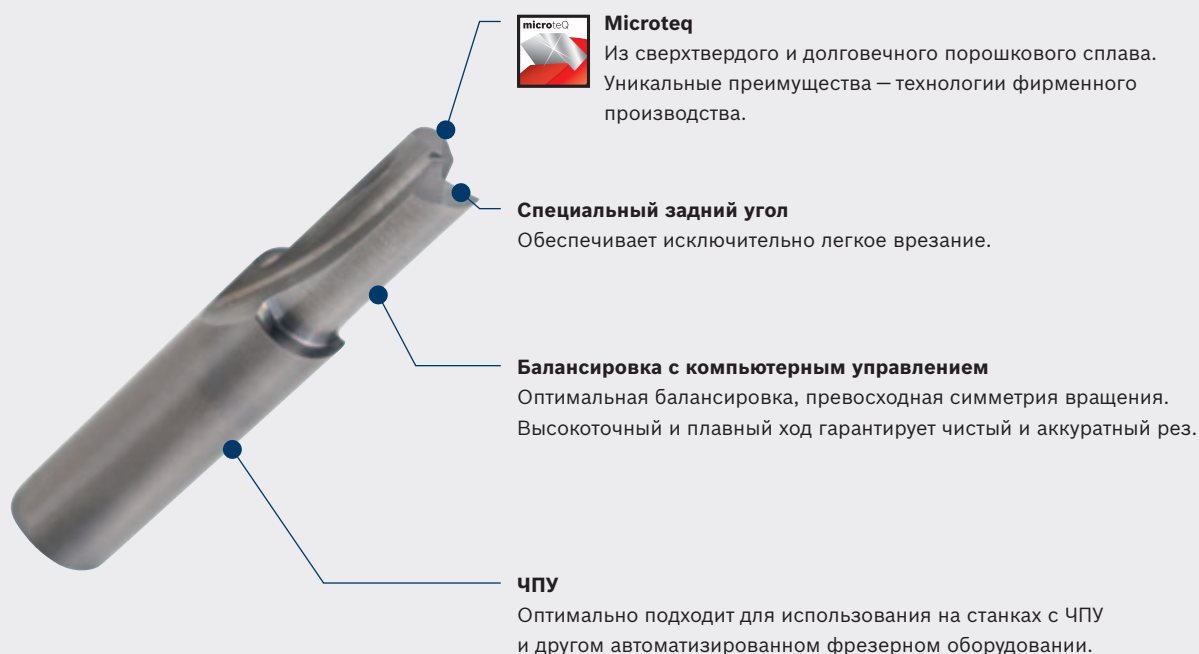 microteQ
Microteq
Из сверхтвердого и долговечного порошкового сплава.
Уникальные преимущества — технологии фирменного
производства.
Специальный задний угол
Обеспечивает исключительно легкое врезание.
Балансировка с компьютерным управлением
Оптимальная балансировка, превосходная симметрия вращения.
Высокоточный и плавный ход гарантирует чистый и аккуратный рез.
ЧПУ
Оптимально подходит для использования на станках с ЧПУ
и другом автоматизированном фрезерном оборудовании.